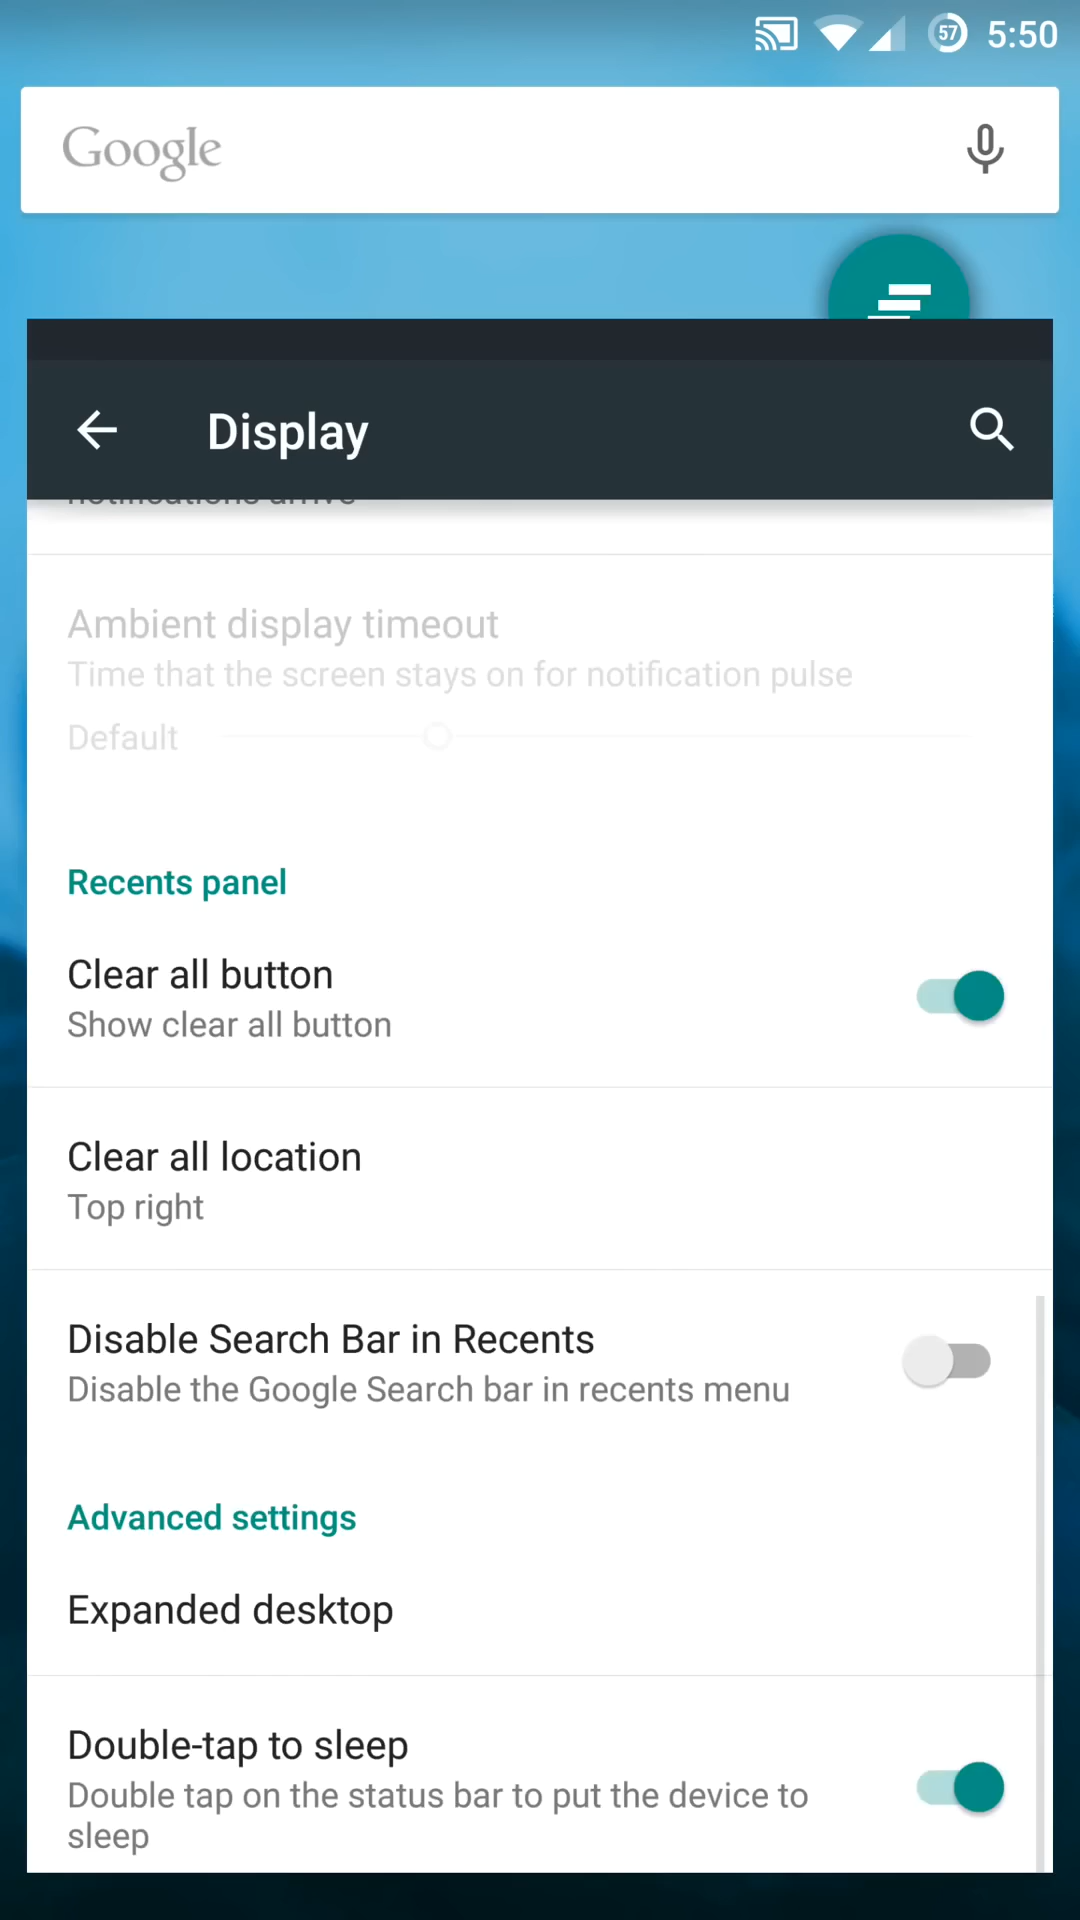 57 5:50
Google
Display
notifications arrive
Ambient display timeout
Time that the screen stays on for notification pulse
Default
Recents panel
Clear all button
Show clear all button
Clear all location
Top right
Disable Search Bar in Recents
Disable the Google Search bar in recents menu
Advanced settings
Expanded desktop
Double-tap to sleep
Double tap on the status bar to put the device to
sleep